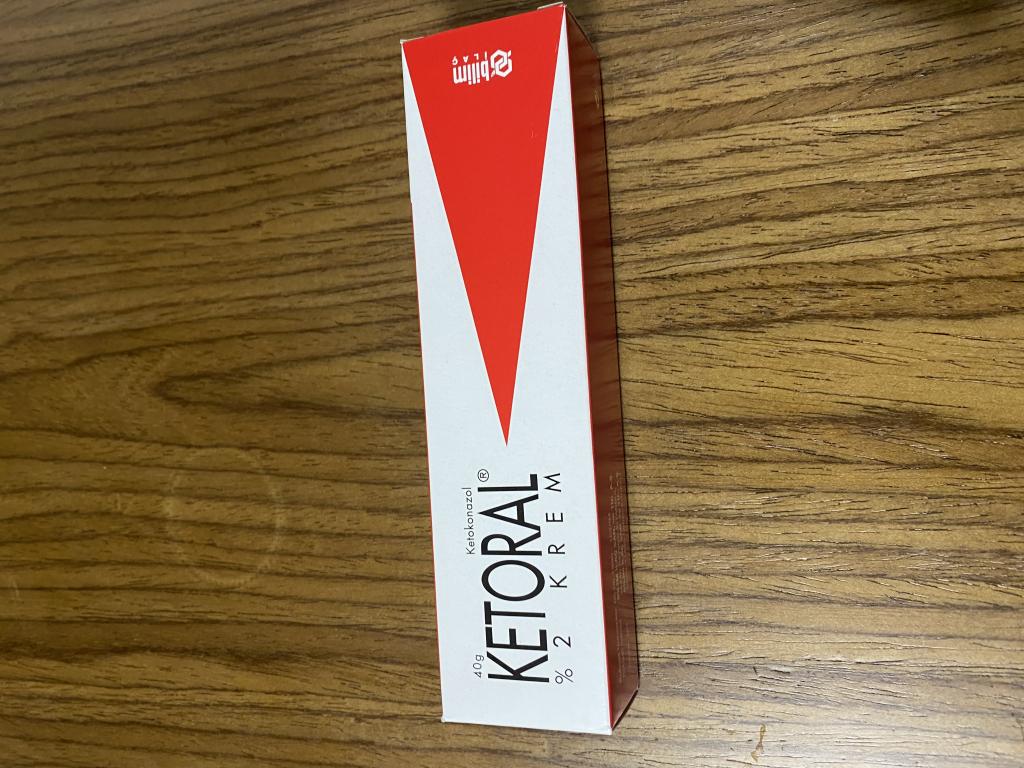 bilim
İLAÇ
40g
Ketokonazol
KETORAL®
%2 KREM